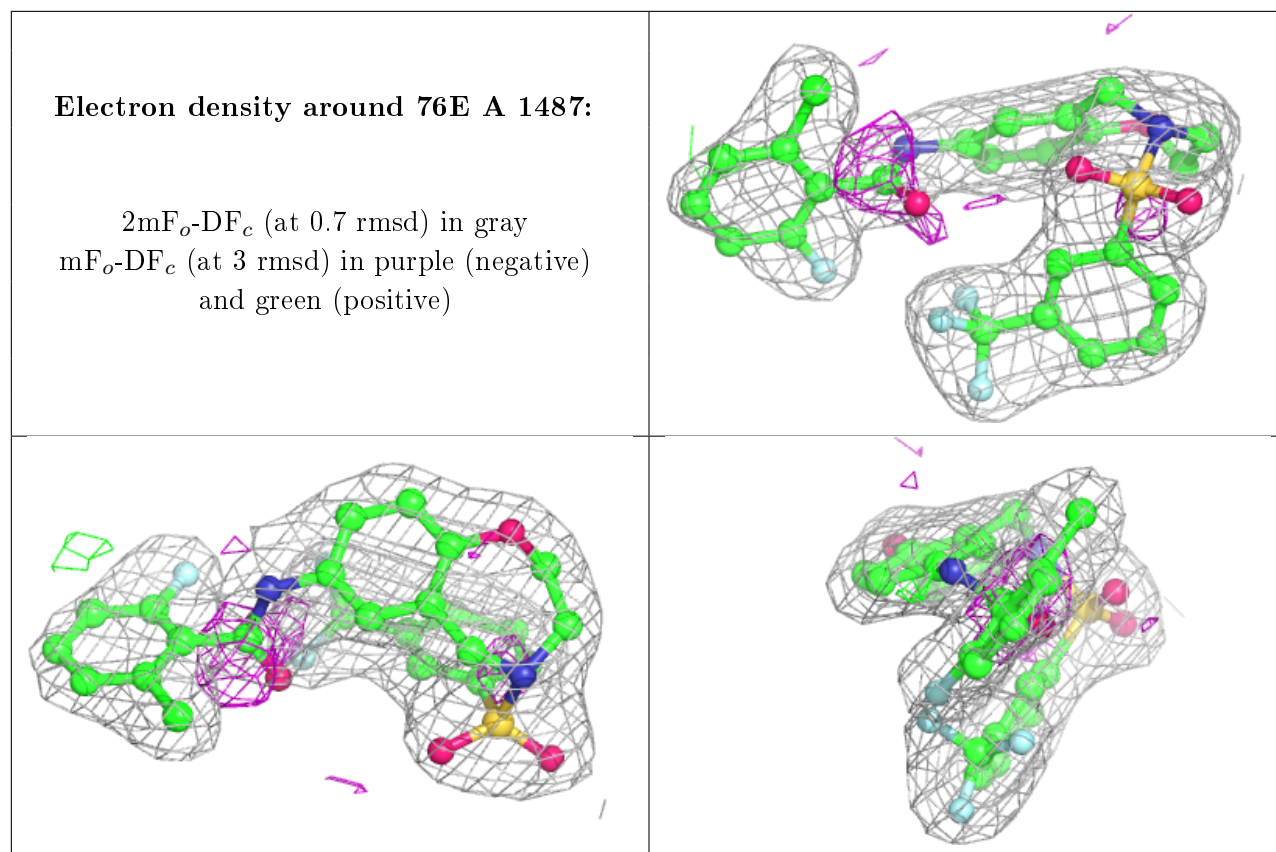 Electron density around 76E A 1487:
2mFo-DFc (at 0.7 rmsd) in gray
mFo-DFc (at 3 rmsd) in purple (negative)
and green (positive)